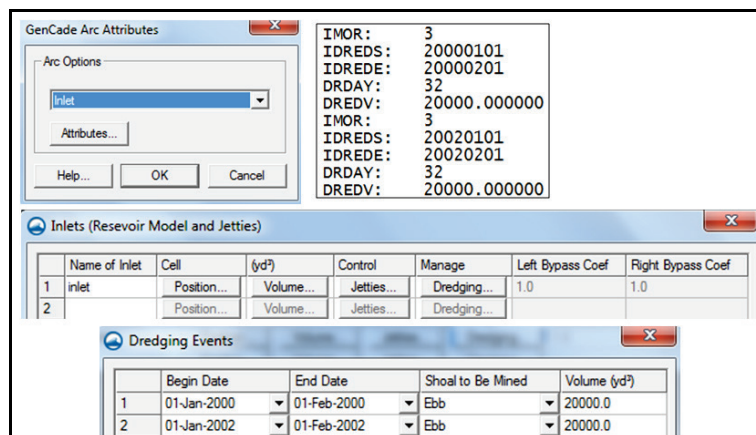 GenCade Arc Attributes
Arc Options
Inlet
Attributes...
Help...
OK
Cancel
IMOR: 3
IDREDS: 20000101
IDREDE: 20000201
DRDAY: 32
DREDV: 20000.000000
IMOR: 3
IDREDS: 20020101
IDREDE: 20020201
DRDAY: 32
DREDV: 20000.000000
Inlets (Resevoir Model and Jetties)
Name of Inlet Cell (yd³) Control Manage Left Bypass Coef Right Bypass Coef
1 inlet Position... Volume... Jetties... Dredging... 1.0 1.0
2 Position... Volume... Jetties... Dredging...
Dredging Events
Begin Date End Date Shoal to Be Mined Volume (yd³)
1 01-Jan-2000 01-Feb-2000 Ebb 20000.0
2 01-Jan-2002 01-Feb-2002 Ebb 20000.0